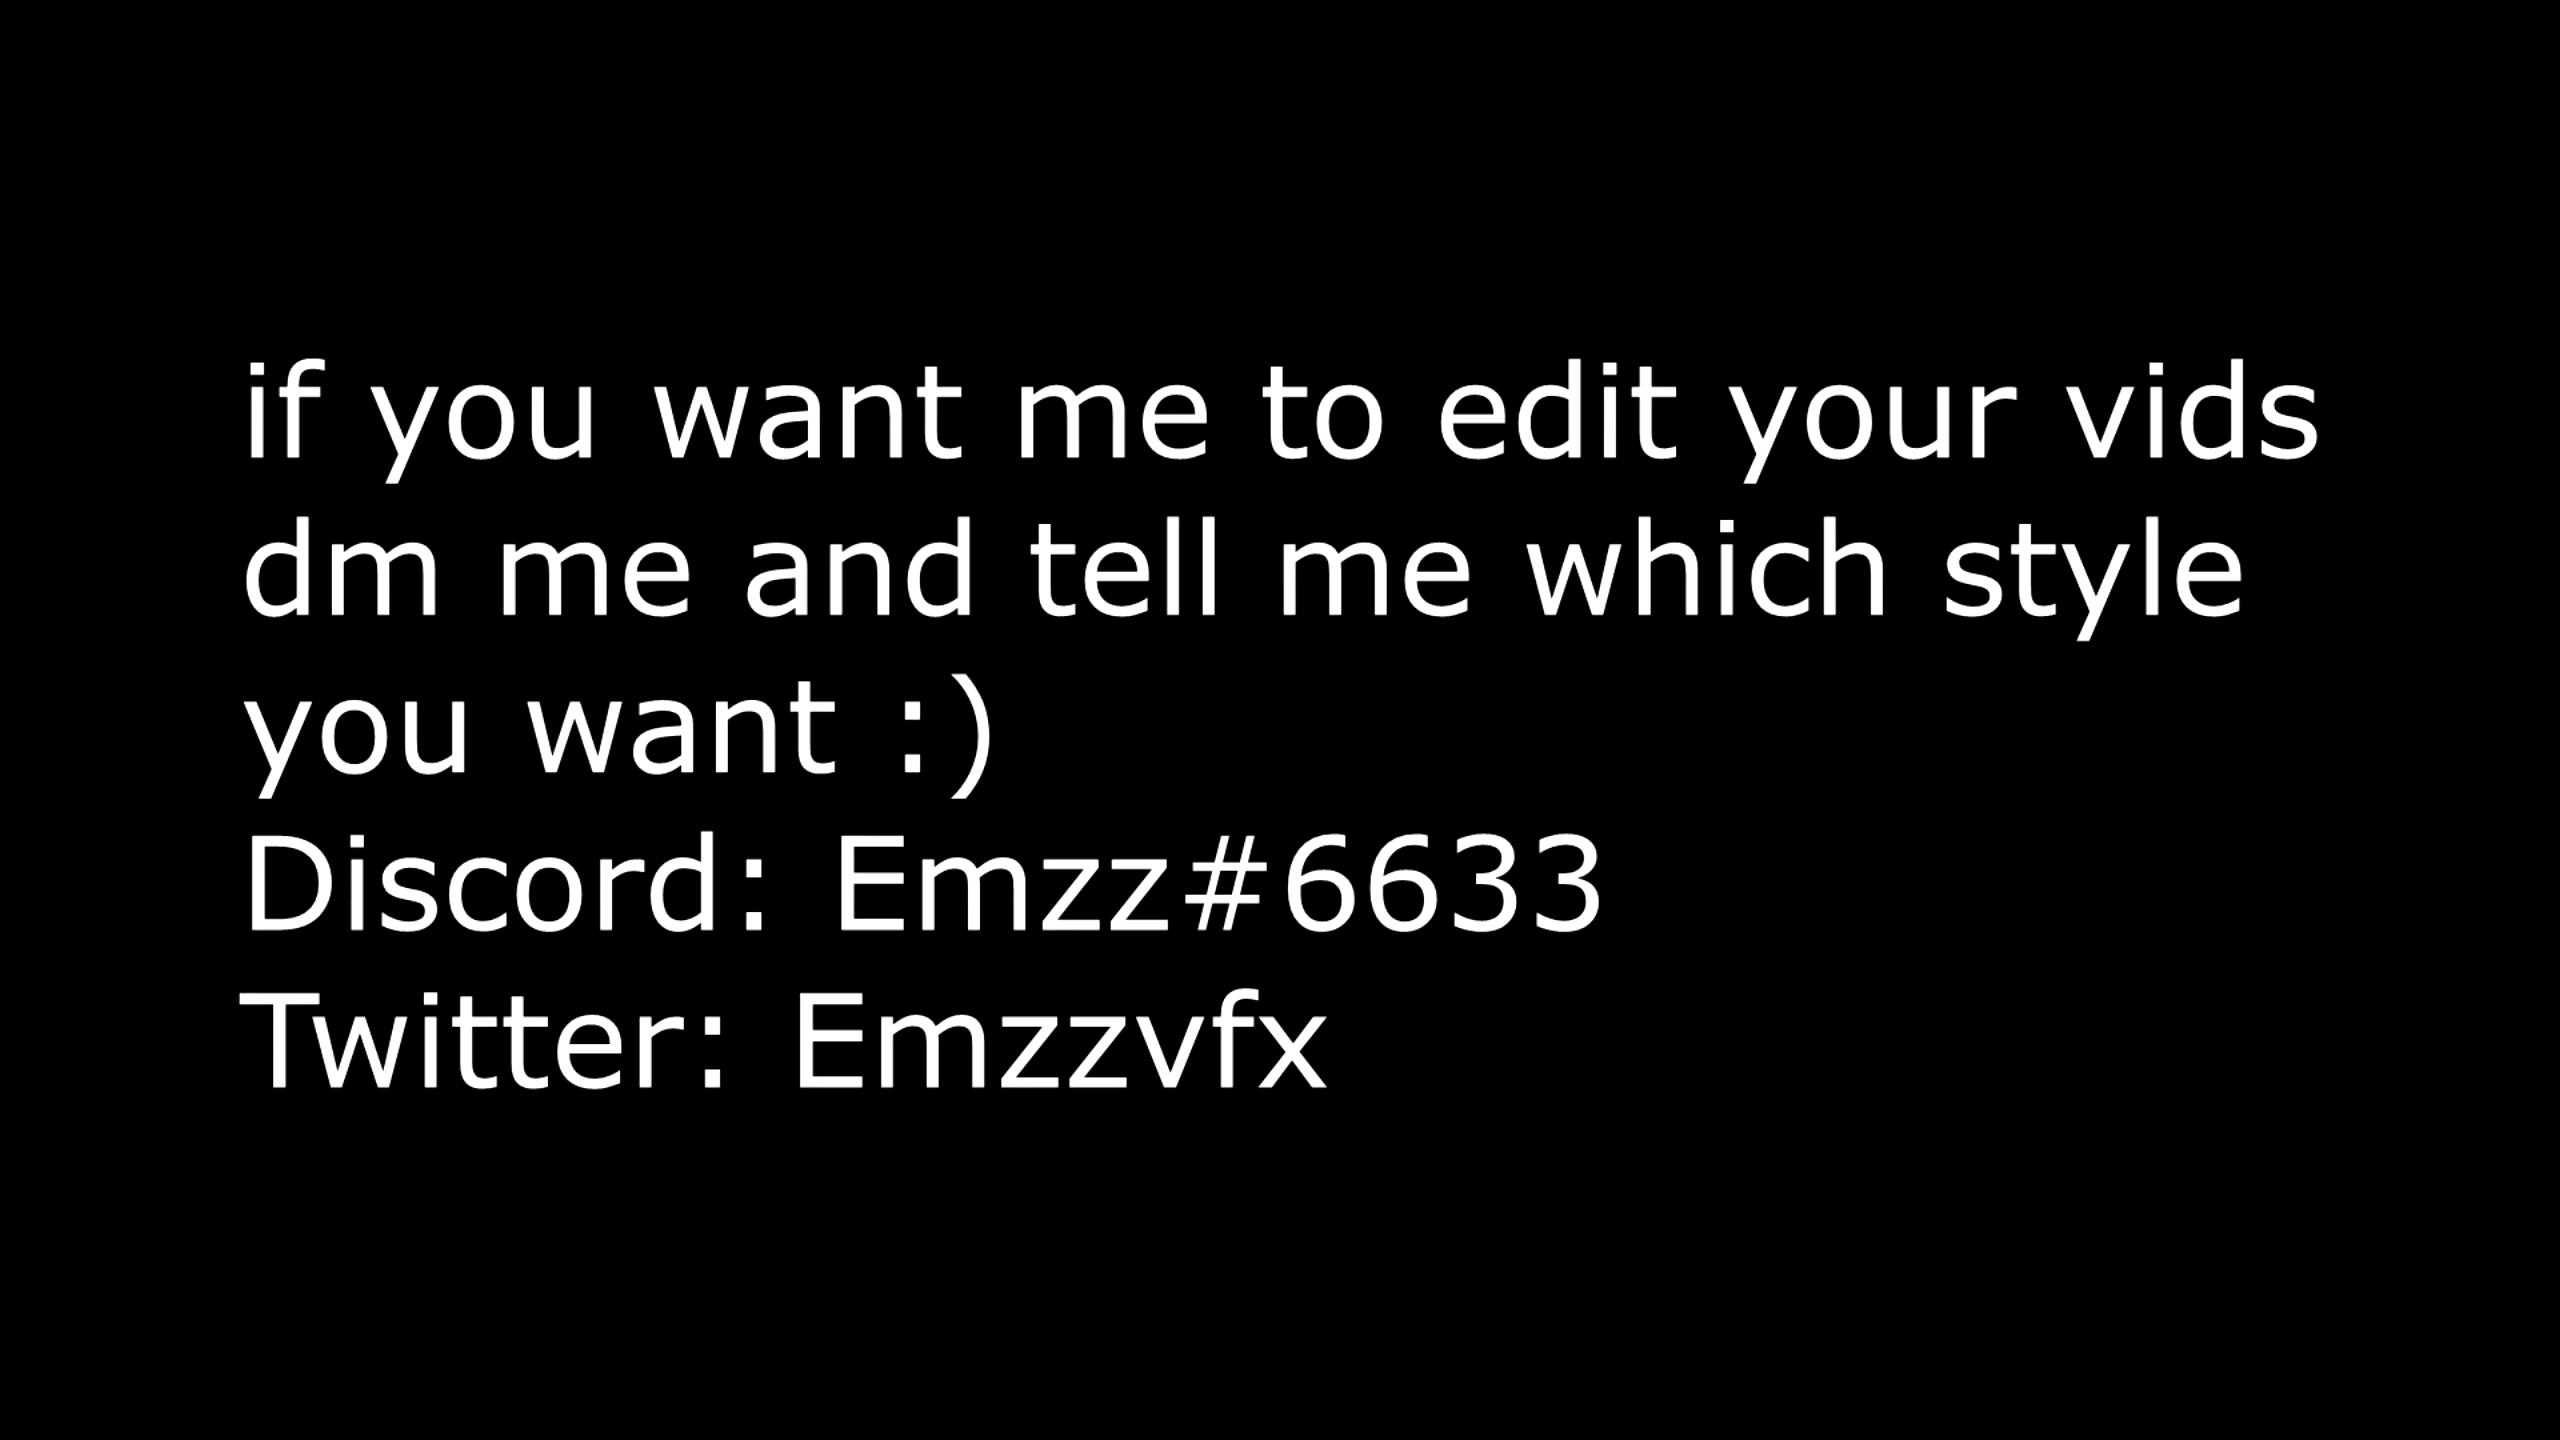 if you want me to edit your vids
dm me and tell me which style
you want :)
Discord: Emzz#6633
Twitter: Emzzvfx